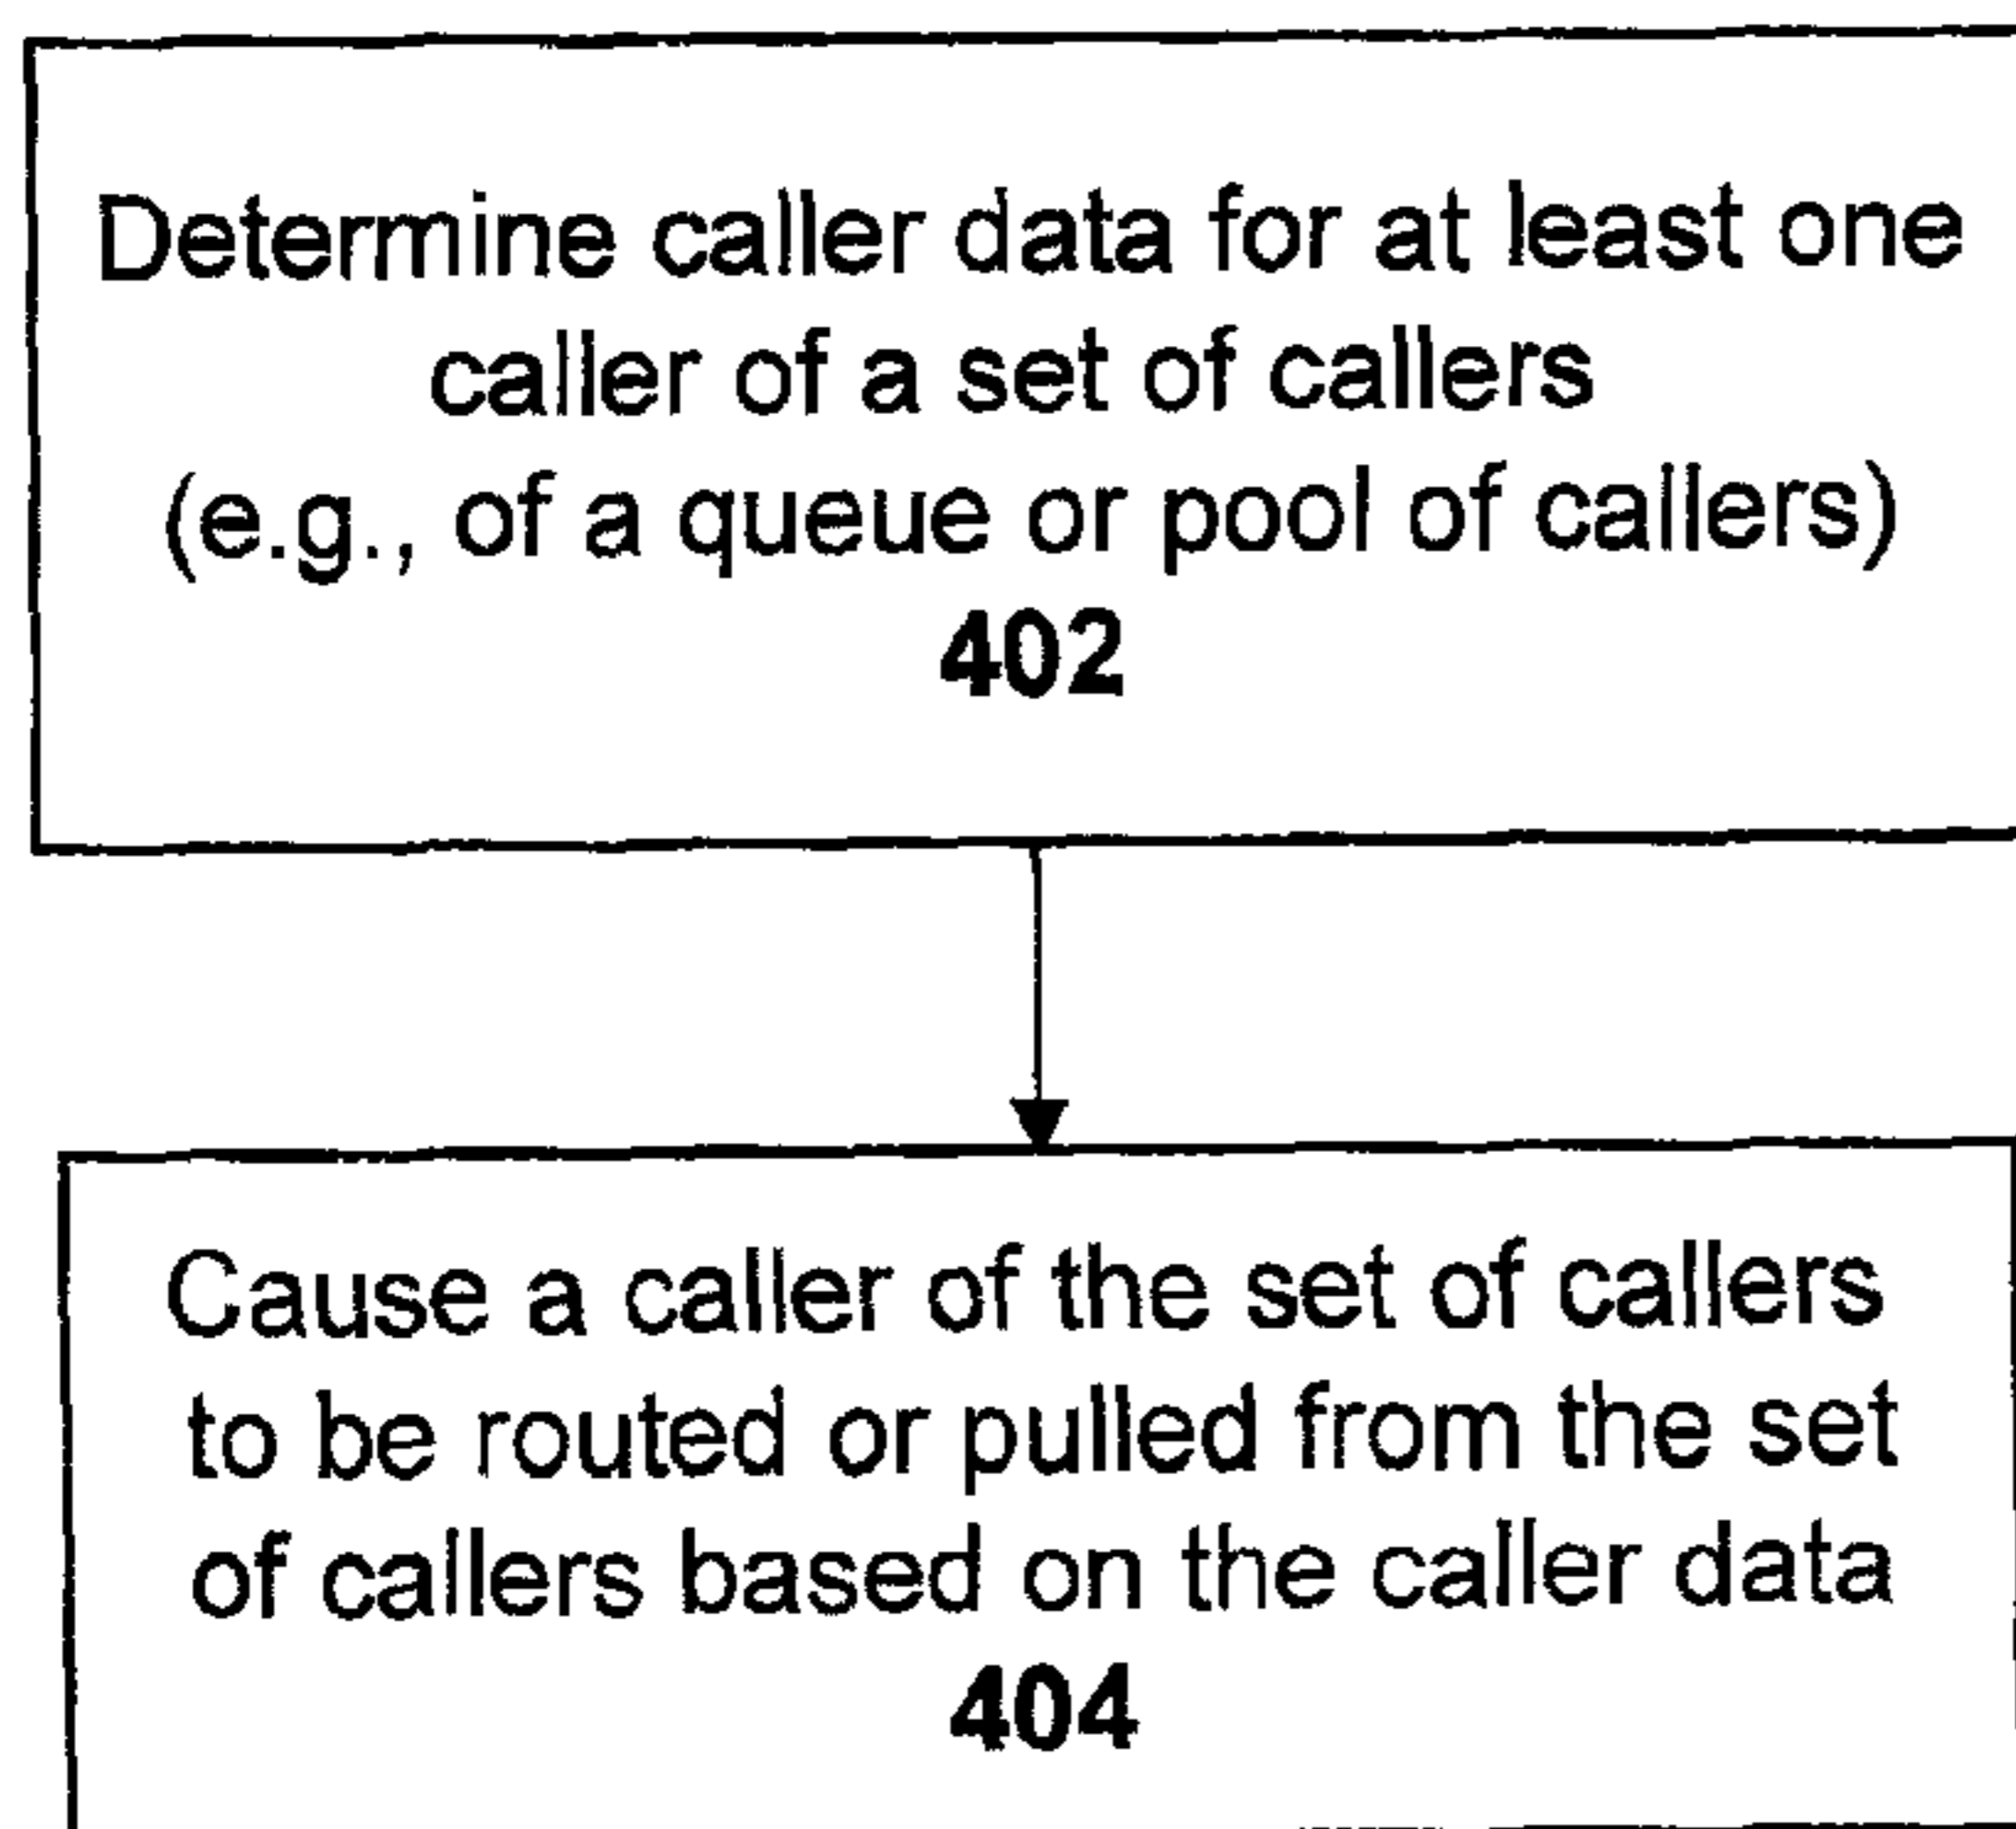 Determine caller data for at least one
caller of a set of callers
(e.g., of a queue or pool of callers)
402
Cause a caller of the set of callers
to be routed or pulled from the set
of callers based on the caller data
404